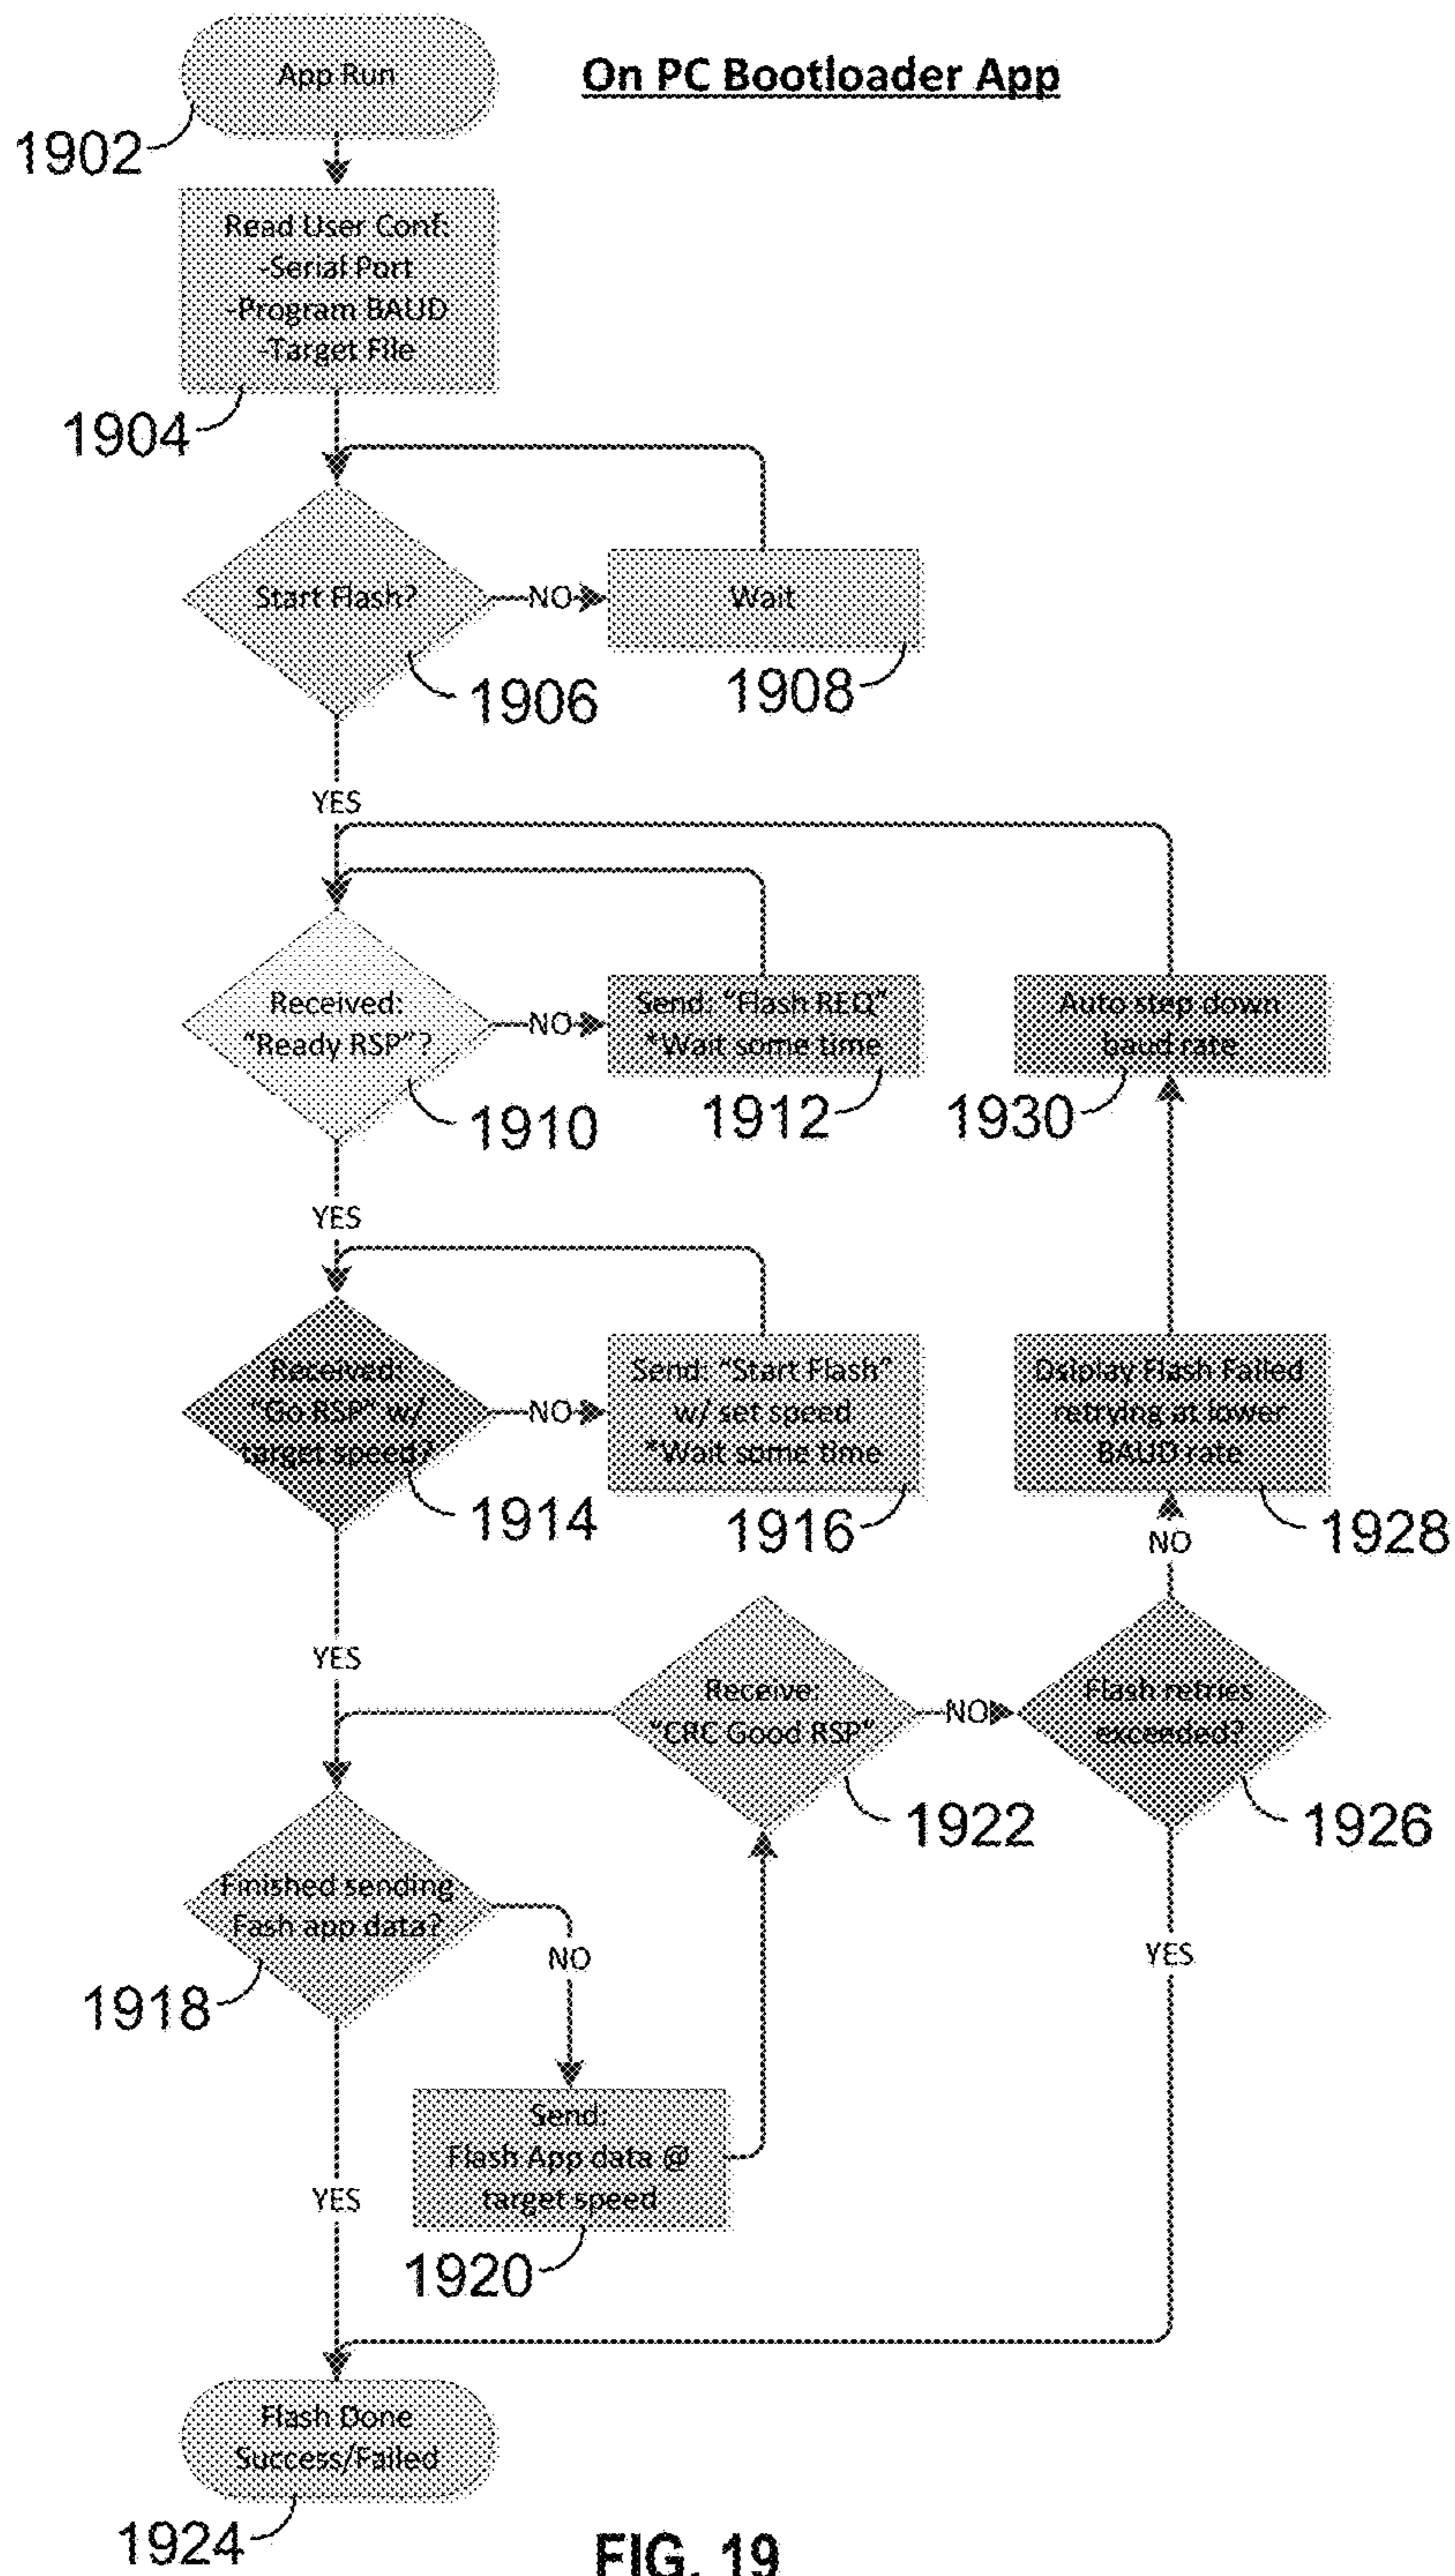 On PC Bootloader App
App Run
1902
Read User Conf:
-Serial Port
-Program BAUD
-Target File
1904
Start Flash?
NO
Wait
1906
1908
YES
Received:
"Ready RSP"?
NO
Send: "Flash REQ"
*Wait some time
Auto step down
baud rate
1910
1912
1930
YES
Received:
"Go RSP" w/
target speed?
NO
Send: "Start Flash"
w/ set speed
*Wait some time
Dsiplay Flash Failed
retrying at lower
BAUD rate
1914
1916
1928
NO
YES
Receive:
"CRC Good RSP"
NO
Flash retries
exceeded?
1922
1926
Finished sending
Fash app data?
NO
YES
1918
Send:
Flash App data @
target speed
YES
1920
Flash Done
Success/Failed
1924
FIG. 19